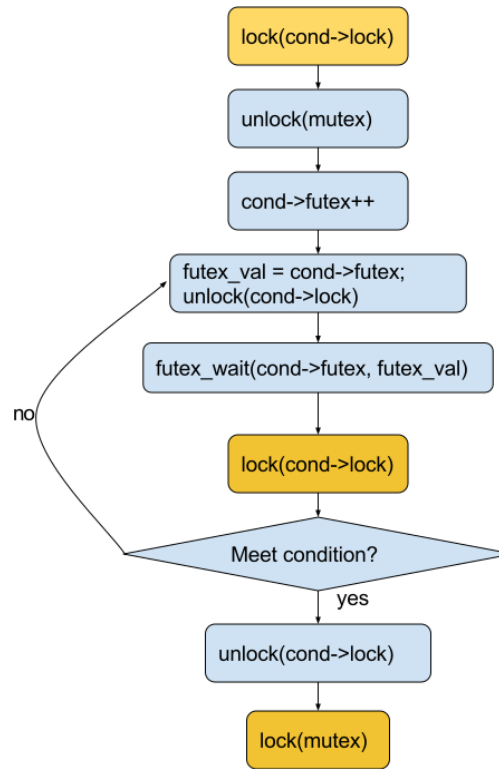 lock(cond->lock)
unlock(mutex)
cond->futex++
futex_val = cond->futex;
unlock(cond->lock)
futex_wait(cond->futex, futex_val)
no
lock(cond->lock)
Meet condition?
yes
unlock(cond->lock)
lock(mutex)